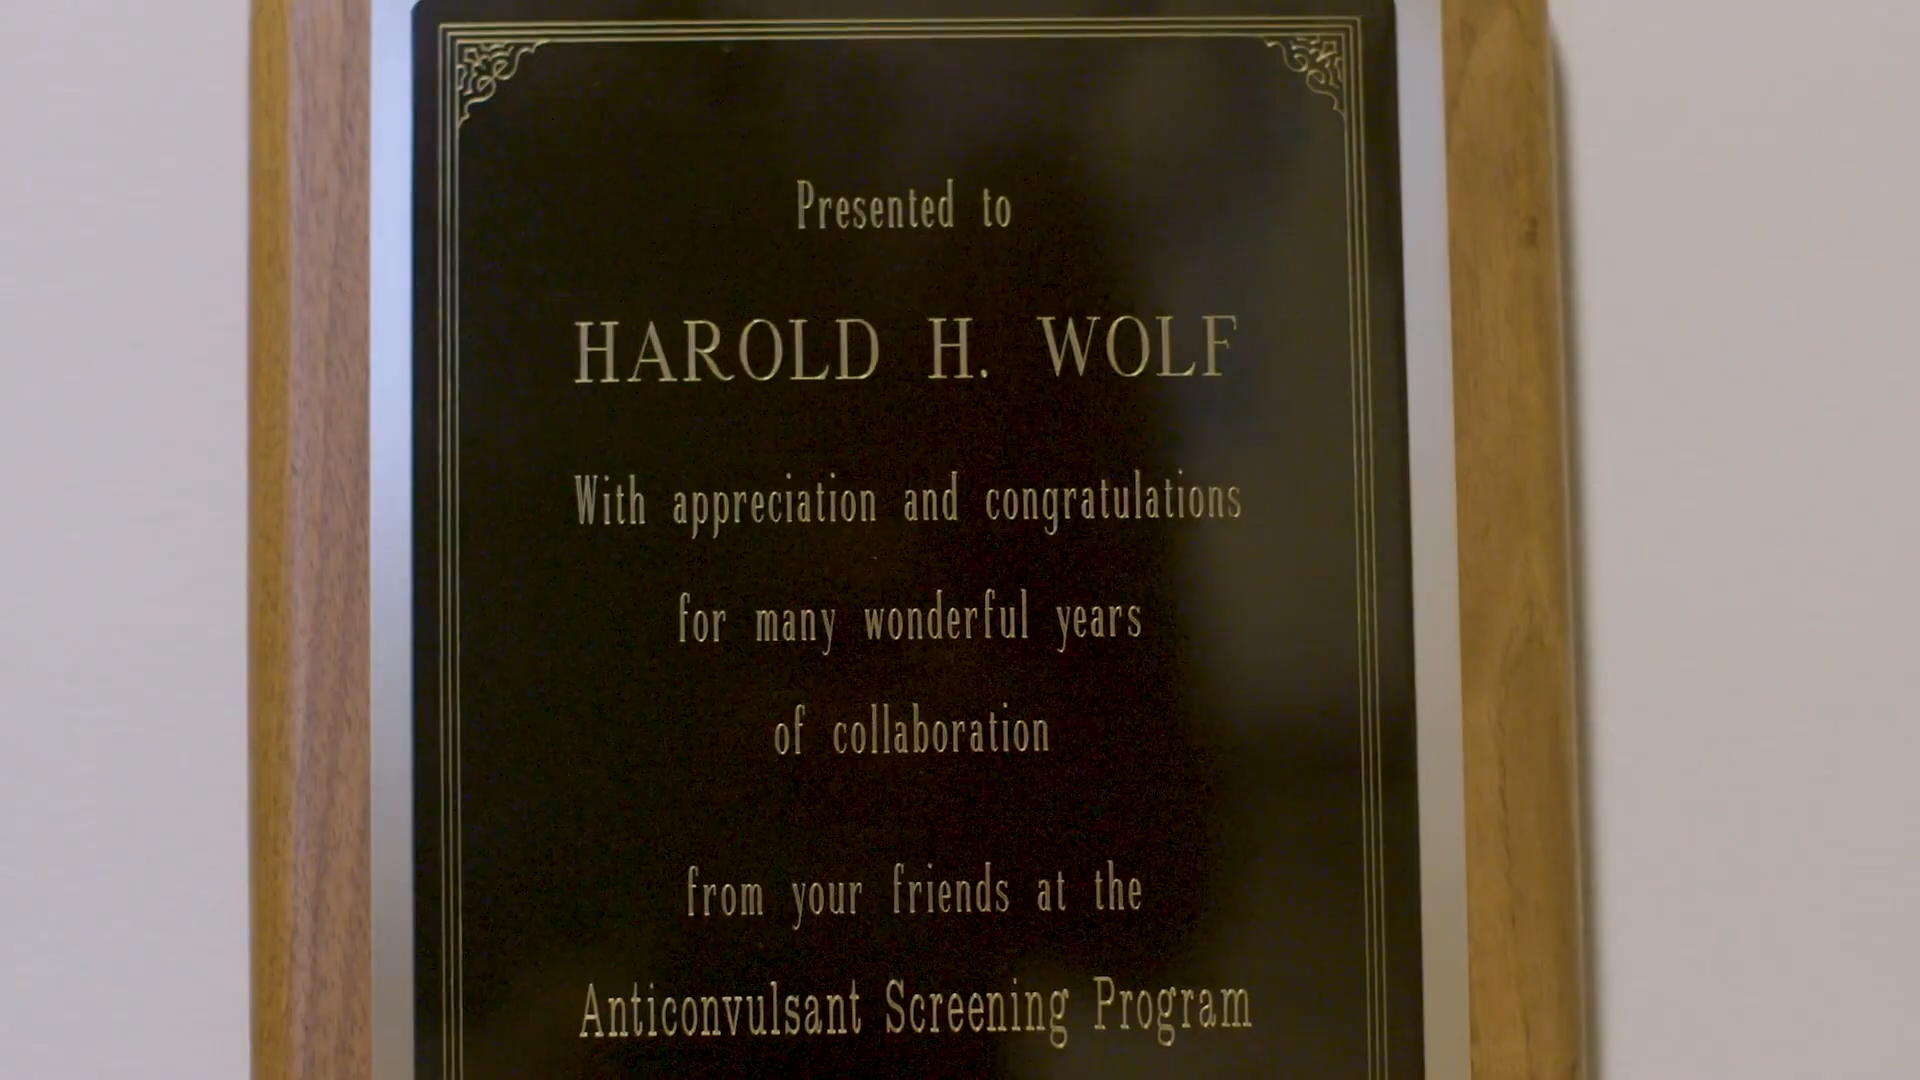 Presented to
HAROLD H. WOLF
With appreciation and congratulations
for many wonderful years
of collaboration
from your friends at the
Anticonvulsant Screening Program